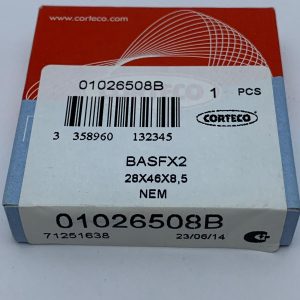 www.corteco.com
01026508B
1 PCS
3 358960 132345
CORTECO
BASFX2
28X46X8,5
NEM
01026508B
71251638 23/06/14